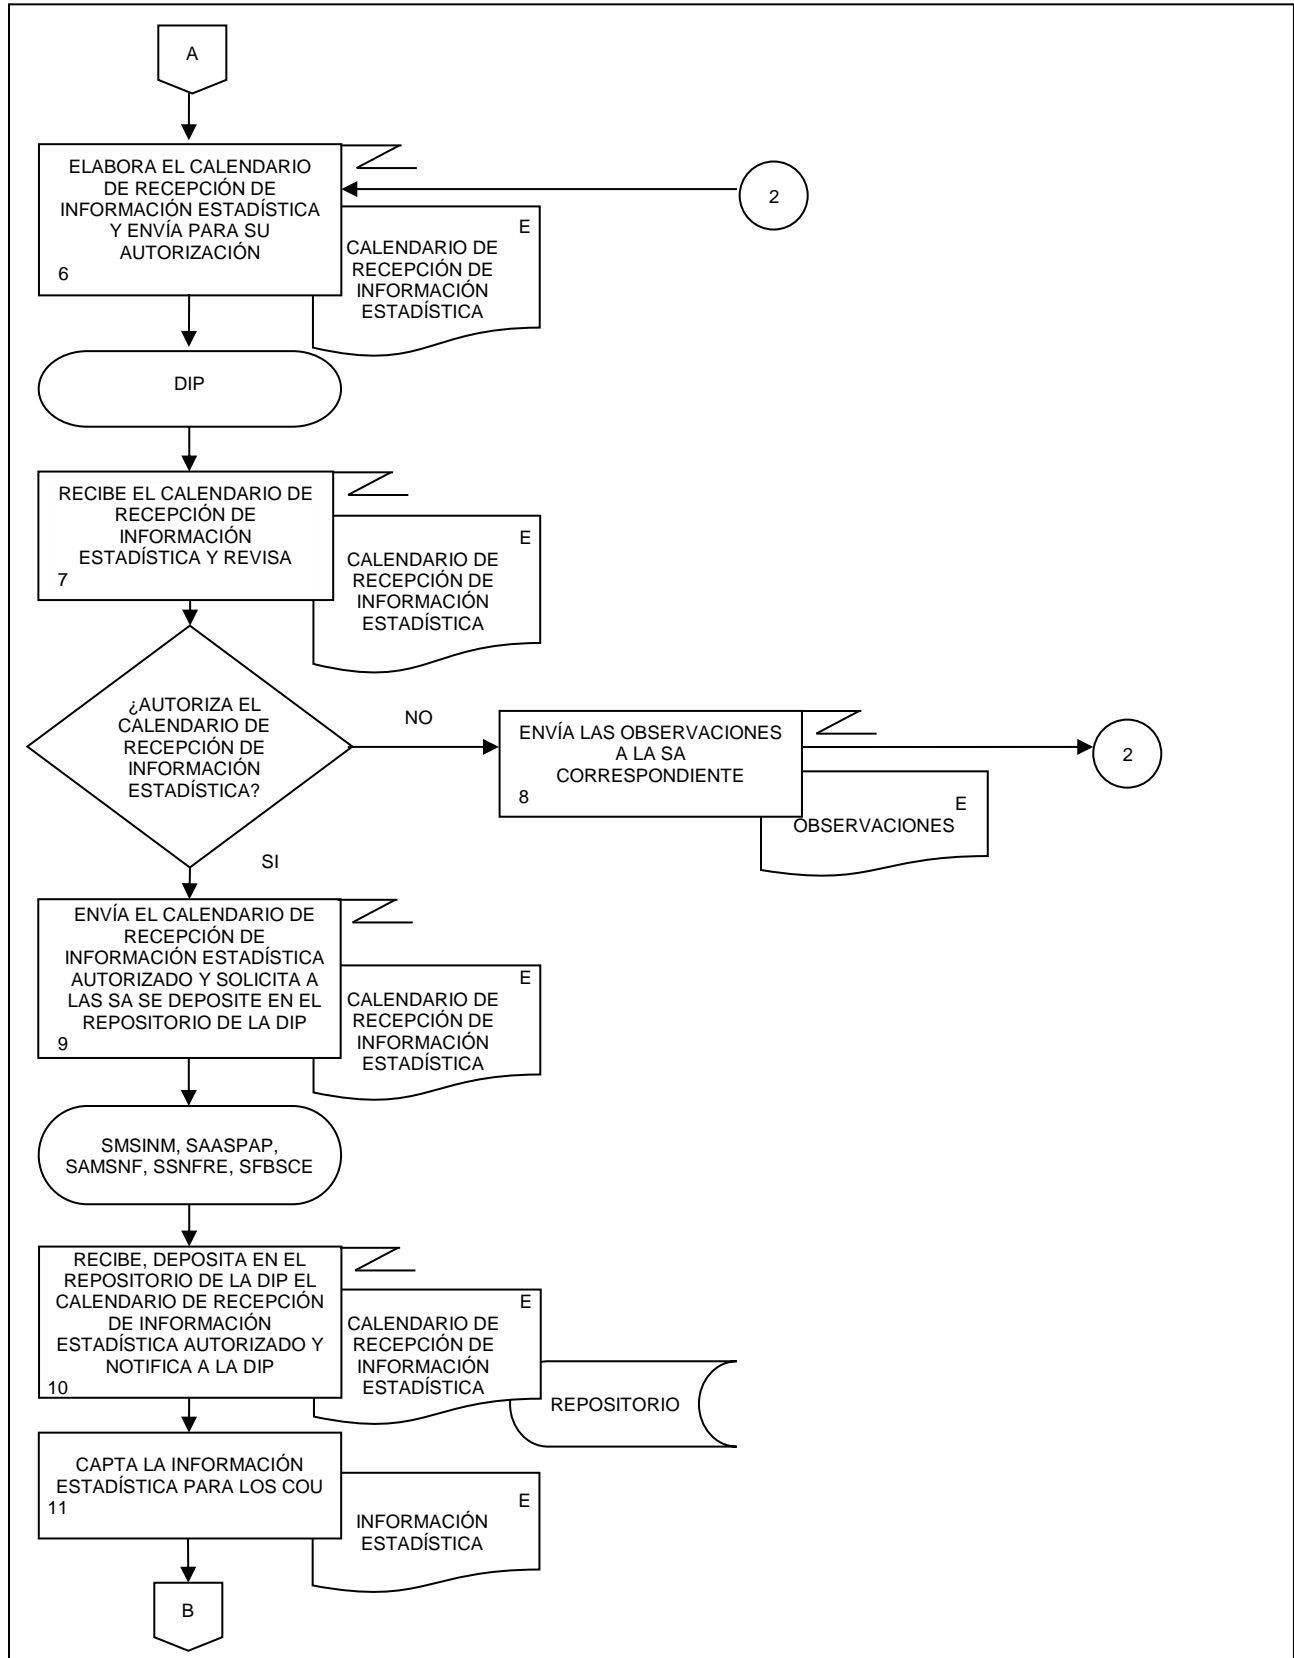 A
ELABORA EL CALENDARIO
DE RECEPCIÓN DE
INFORMACIÓN ESTADÍSTICA
Y ENVÍA PARA SU
AUTORIZACIÓN
6
2
E
CALENDARIO DE
RECEPCIÓN DE
INFORMACIÓN
ESTADÍSTICA
DIP
RECIBE EL CALENDARIO DE
RECEPCIÓN DE
INFORMACIÓN
ESTADÍSTICA Y REVISA
7
E
CALENDARIO DE
RECEPCIÓN DE
INFORMACIÓN
ESTADÍSTICA
¿AUTORIZA EL
CALENDARIO DE
RECEPCIÓN DE
INFORMACIÓN
ESTADÍSTICA?
NO
ENVÍA LAS OBSERVACIONES
A LA SA
CORRESPONDIENTE
8
E
OBSERVACIONES
2
SI
ENVÍA EL CALENDARIO DE
RECEPCIÓN DE
INFORMACIÓN ESTADÍSTICA
AUTORIZADO Y SOLICITA A
LAS SA SE DEPOSITE EN EL
REPOSITORIO DE LA DIP
9
E
CALENDARIO DE
RECEPCIÓN DE
INFORMACIÓN
ESTADÍSTICA
SMSINM, SAASPAP,
SAMSNF, SSNFRE, SFBSCE
RECIBE, DEPOSITA EN EL
REPOSITORIO DE LA DIP EL
CALENDARIO DE RECEPCIÓN
DE INFORMACIÓN
ESTADÍSTICA AUTORIZADO Y
NOTIFICA A LA DIP
10
E
CALENDARIO DE
RECEPCIÓN DE
INFORMACIÓN
ESTADÍSTICA
REPOSITORIO
CAPTA LA INFORMACIÓN
ESTADÍSTICA PARA LOS COU
11
E
INFORMACIÓN
ESTADÍSTICA
B